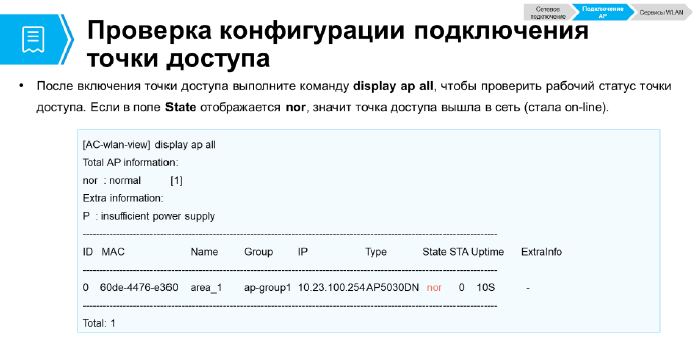 Сетевое подключение
Подключение AP
Сервисы WLAN
Проверка конфигурации подключения
точки доступа
• После включения точки доступа выполните команду display ap all, чтобы проверить рабочий статус точки
доступа. Если в поле State отображается nor, значит точка доступа вышла в сеть (стала on-line).
[AC-wlan-view] display ap all
Total AP information:
nor : normal [1]
Extra information:
P : insufficient power supply
--------------------------------------------------------------------------------
ID MAC Name Group IP Type State STA Uptime ExtraInfo
--------------------------------------------------------------------------------
0 60de-4476-e360 area_1 ap-group1 10.23.100.254 AP5030DN nor 0 10S -
--------------------------------------------------------------------------------
Total: 1